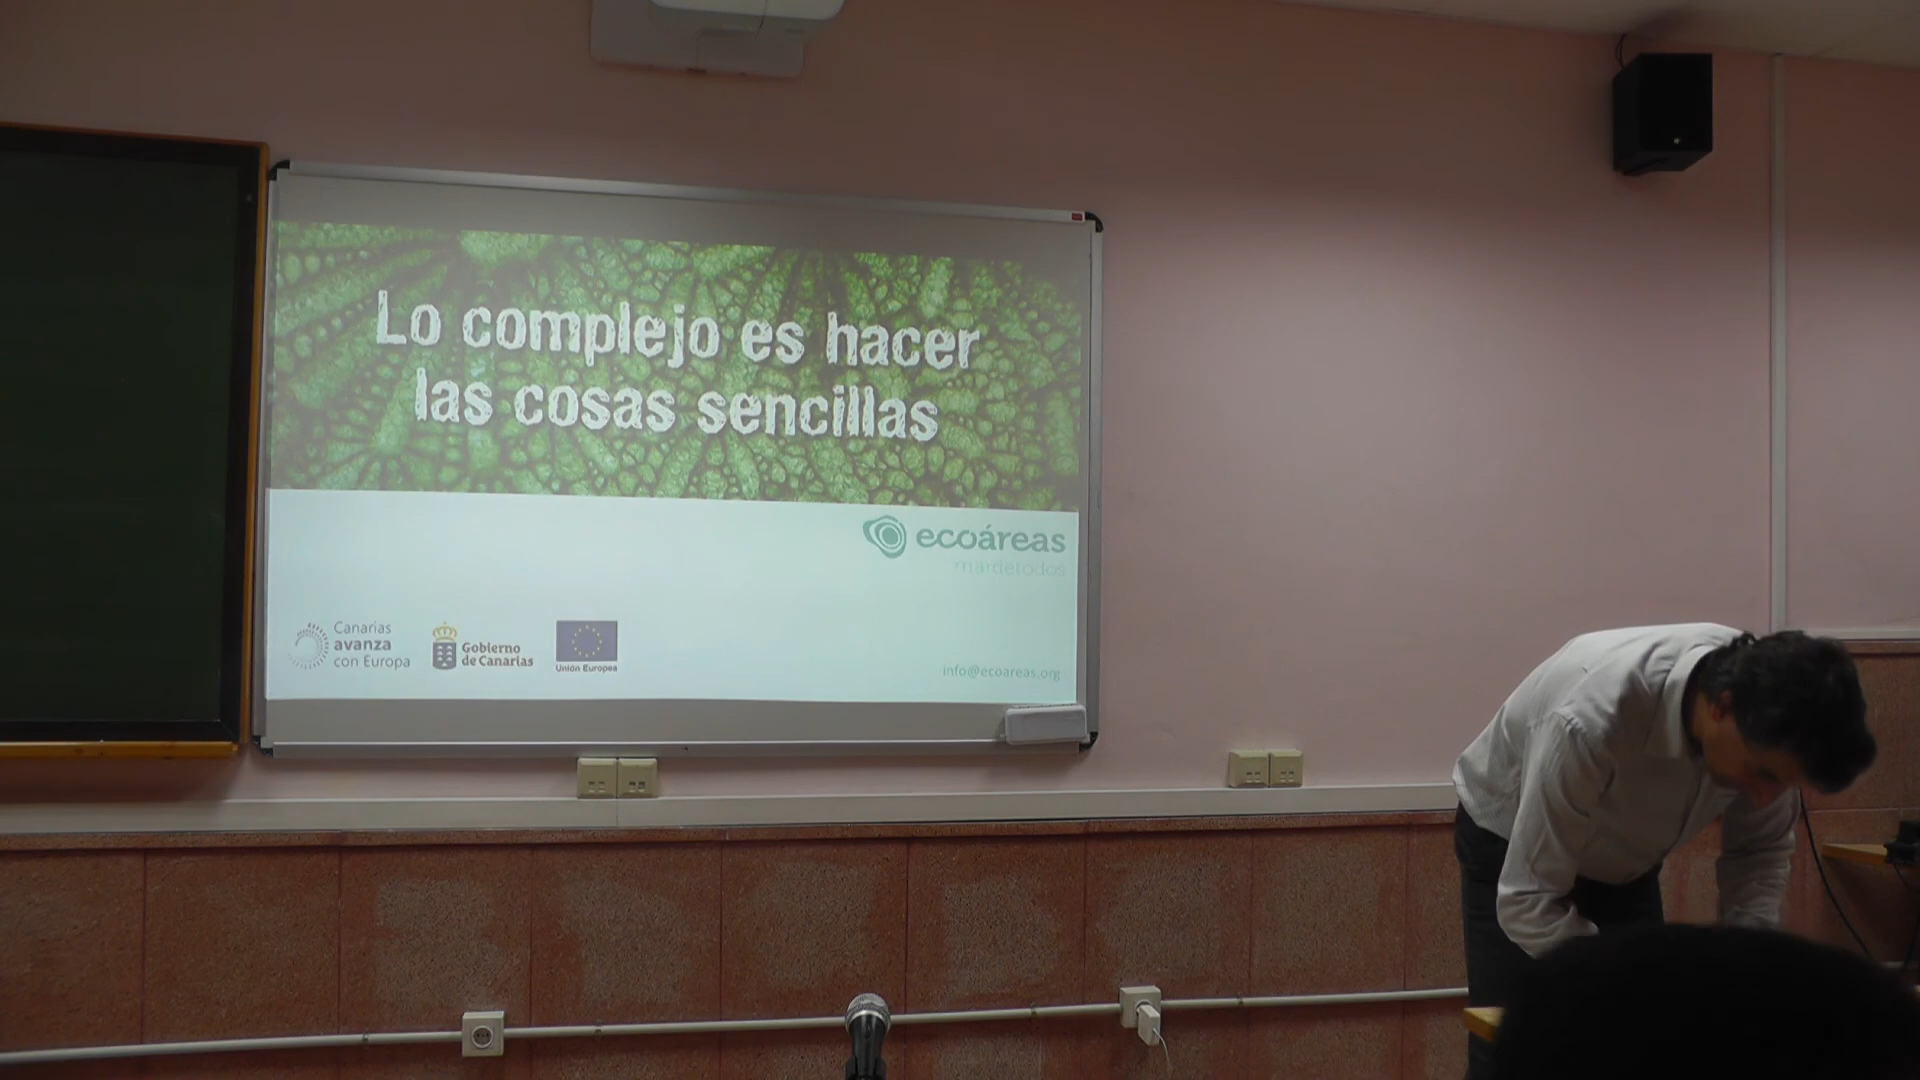 Lo complejo es hacer
las cosas sencillas
ecoáreas
mardetodos
Canarias
avanza
con Europa
Gobierno
de Canarias
Unión Europea
info@ecoareas.org